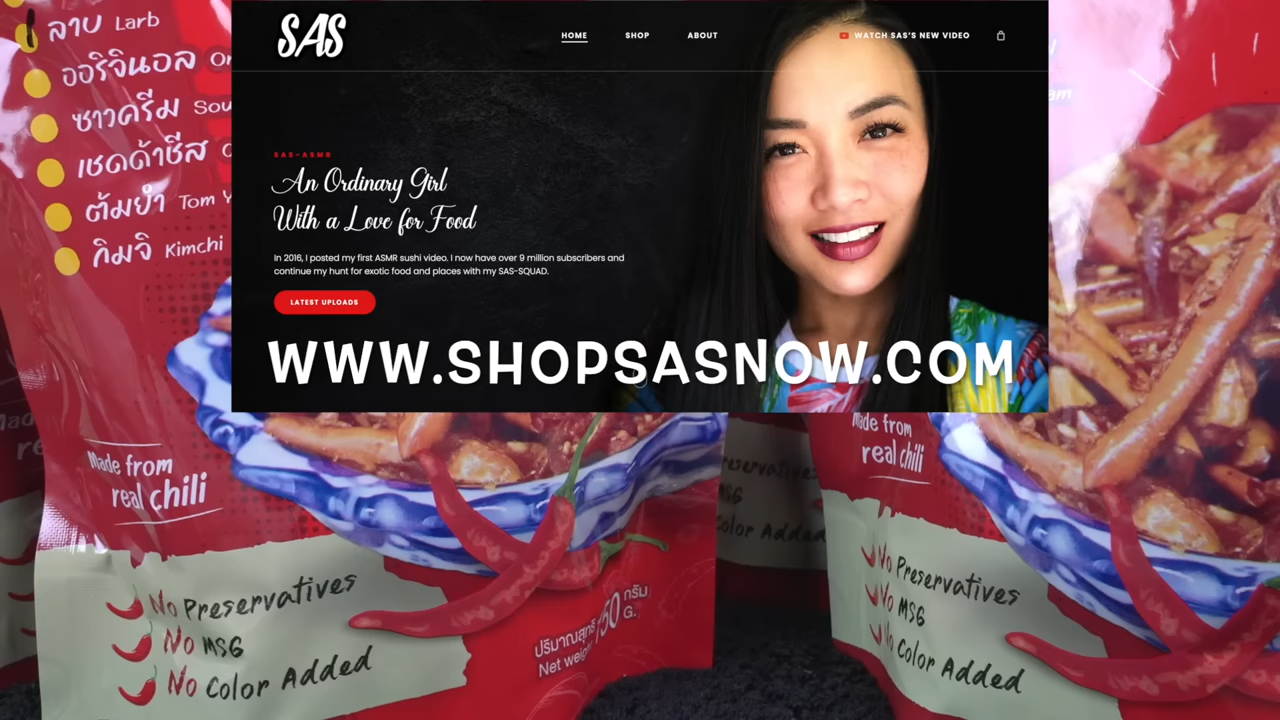 ลาบ Larb
ออริจินอล
ซาวครีม
เชดด้าชีส
ต้มยำ Tom
กิมจิ Kimchi
Made from
real chili
No Preservatives
No MSG
No Color Added
ปริมาณสุทธิ
กรัม
Net
G.
SAS
HOME
SHOP
ABOUT
WATCH SAS'S NEW VIDEO
SAS-ASMR
An Ordinary Girl
With a Love for Food
In 2016, I posted my first ASMR sushi video. I now have over 9 million subscribers and
continue my hunt for exotic food and places with my SAS-SQUAD.
LATEST UPLOADS
WWW.SHOPSASNOW.COM
MSG
Color Added
Made from
real chili
No Preservatives
No MSG
No Color Added